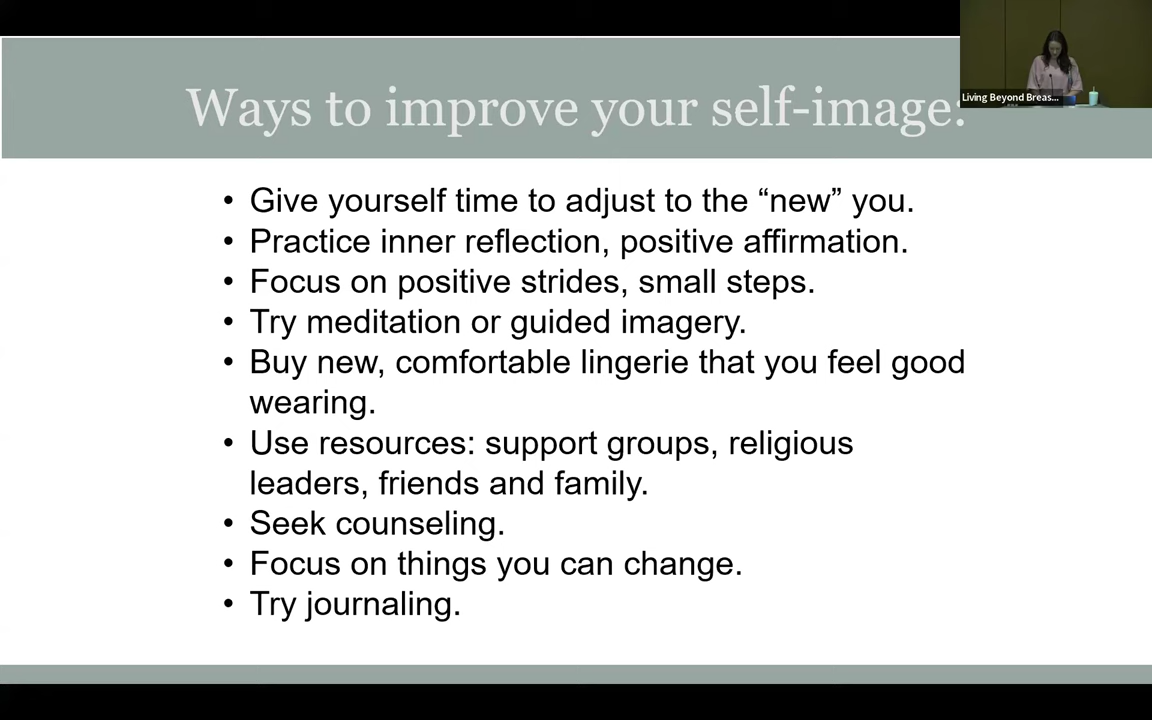 Ways to improve your self-image:
Living Beyond Breas...
• Give yourself time to adjust to the “new” you.
• Practice inner reflection, positive affirmation.
• Focus on positive strides, small steps.
• Try meditation or guided imagery.
• Buy new, comfortable lingerie that you feel good
wearing.
• Use resources: support groups, religious
leaders, friends and family.
• Seek counseling.
• Focus on things you can change.
• Try journaling.